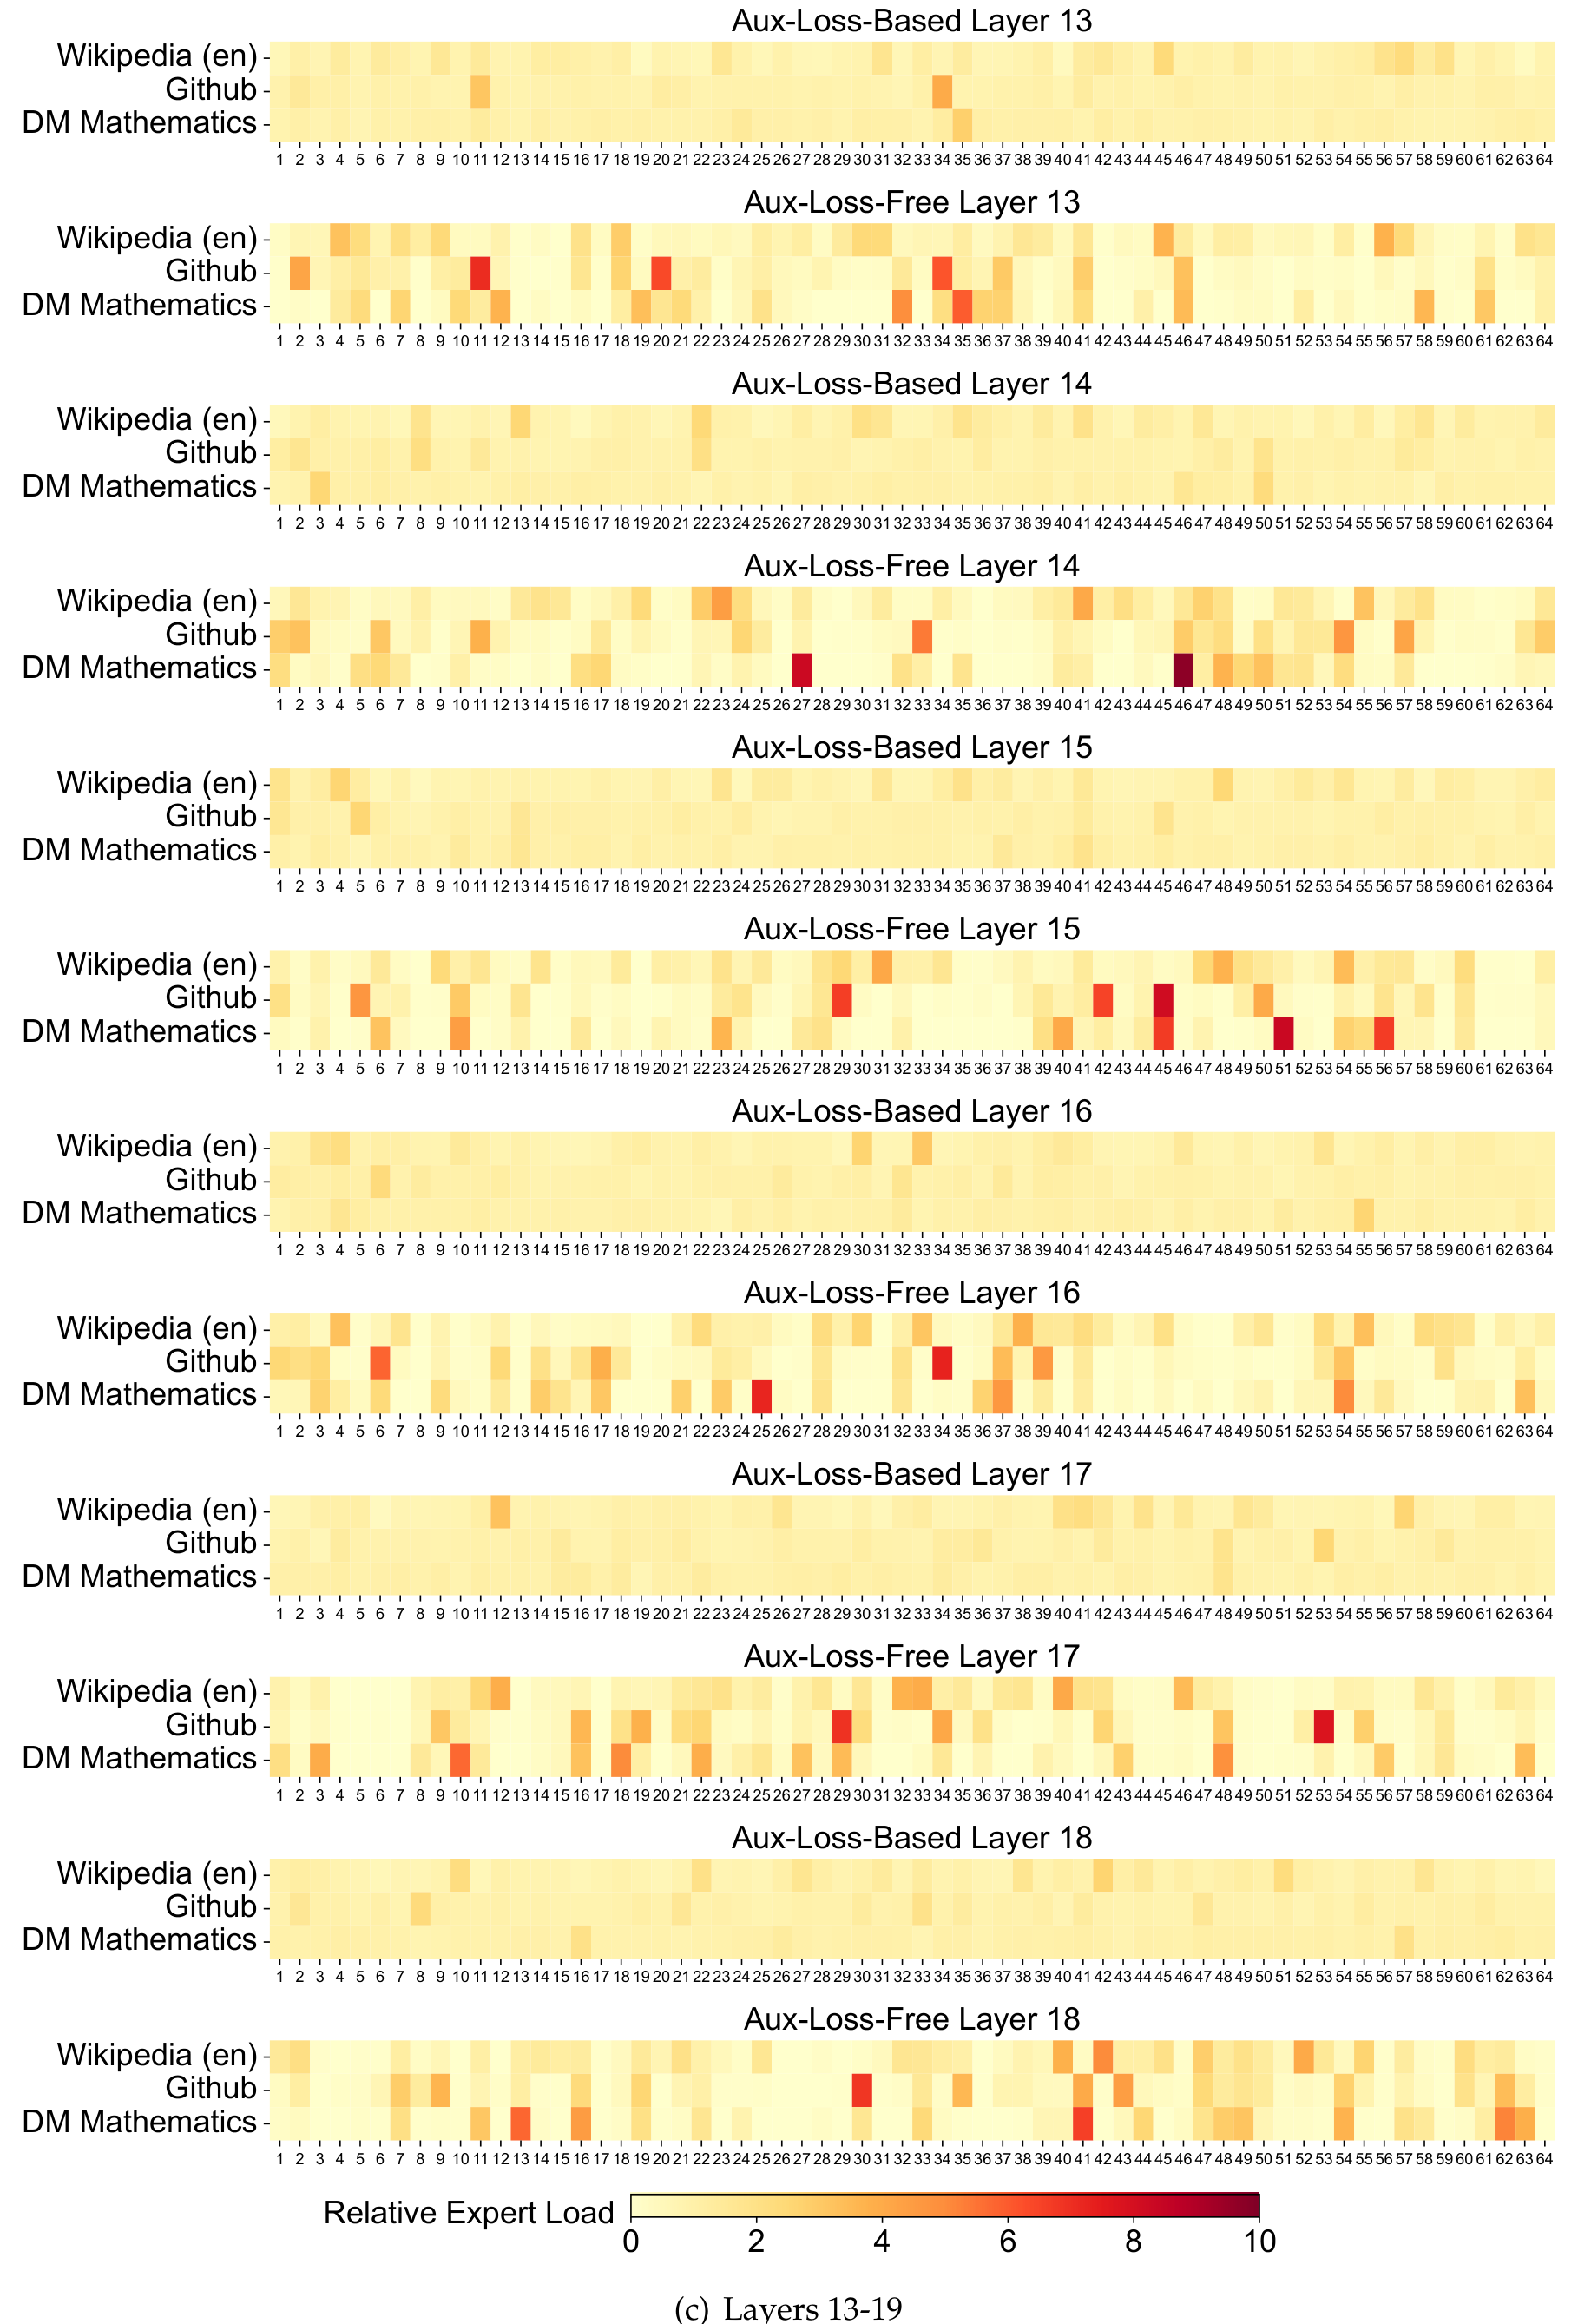 Aux-Loss-Based Layer 13
Wikipedia (en)
Github
DM Mathematics
1 2 3 4 5 6 7 8 9 10 11 12 13 14 15 16 17 18 19 20 21 22 23 24 25 26 27 28 29 30 31 32 33 34 35 36 37 38 39 40 41 42 43 44 45 46 47 48 49 50 51 52 53 54 55 56 57 58 59 60 61 62 63 64
Aux-Loss-Free Layer 13
Wikipedia (en)
Github
DM Mathematics
1 2 3 4 5 6 7 8 9 10 11 12 13 14 15 16 17 18 19 20 21 22 23 24 25 26 27 28 29 30 31 32 33 34 35 36 37 38 39 40 41 42 43 44 45 46 47 48 49 50 51 52 53 54 55 56 57 58 59 60 61 62 63 64
Aux-Loss-Based Layer 14
Wikipedia (en)
Github
DM Mathematics
1 2 3 4 5 6 7 8 9 10 11 12 13 14 15 16 17 18 19 20 21 22 23 24 25 26 27 28 29 30 31 32 33 34 35 36 37 38 39 40 41 42 43 44 45 46 47 48 49 50 51 52 53 54 55 56 57 58 59 60 61 62 63 64
Aux-Loss-Free Layer 14
Wikipedia (en)
Github
DM Mathematics
1 2 3 4 5 6 7 8 9 10 11 12 13 14 15 16 17 18 19 20 21 22 23 24 25 26 27 28 29 30 31 32 33 34 35 36 37 38 39 40 41 42 43 44 45 46 47 48 49 50 51 52 53 54 55 56 57 58 59 60 61 62 63 64
Aux-Loss-Based Layer 15
Wikipedia (en)
Github
DM Mathematics
1 2 3 4 5 6 7 8 9 10 11 12 13 14 15 16 17 18 19 20 21 22 23 24 25 26 27 28 29 30 31 32 33 34 35 36 37 38 39 40 41 42 43 44 45 46 47 48 49 50 51 52 53 54 55 56 57 58 59 60 61 62 63 64
Aux-Loss-Free Layer 15
Wikipedia (en)
Github
DM Mathematics
1 2 3 4 5 6 7 8 9 10 11 12 13 14 15 16 17 18 19 20 21 22 23 24 25 26 27 28 29 30 31 32 33 34 35 36 37 38 39 40 41 42 43 44 45 46 47 48 49 50 51 52 53 54 55 56 57 58 59 60 61 62 63 64
Aux-Loss-Based Layer 16
Wikipedia (en)
Github
DM Mathematics
1 2 3 4 5 6 7 8 9 10 11 12 13 14 15 16 17 18 19 20 21 22 23 24 25 26 27 28 29 30 31 32 33 34 35 36 37 38 39 40 41 42 43 44 45 46 47 48 49 50 51 52 53 54 55 56 57 58 59 60 61 62 63 64
Aux-Loss-Free Layer 16
Wikipedia (en)
Github
DM Mathematics
1 2 3 4 5 6 7 8 9 10 11 12 13 14 15 16 17 18 19 20 21 22 23 24 25 26 27 28 29 30 31 32 33 34 35 36 37 38 39 40 41 42 43 44 45 46 47 48 49 50 51 52 53 54 55 56 57 58 59 60 61 62 63 64
Aux-Loss-Based Layer 17
Wikipedia (en)
Github
DM Mathematics
1 2 3 4 5 6 7 8 9 10 11 12 13 14 15 16 17 18 19 20 21 22 23 24 25 26 27 28 29 30 31 32 33 34 35 36 37 38 39 40 41 42 43 44 45 46 47 48 49 50 51 52 53 54 55 56 57 58 59 60 61 62 63 64
Aux-Loss-Free Layer 17
Wikipedia (en)
Github
DM Mathematics
1 2 3 4 5 6 7 8 9 10 11 12 13 14 15 16 17 18 19 20 21 22 23 24 25 26 27 28 29 30 31 32 33 34 35 36 37 38 39 40 41 42 43 44 45 46 47 48 49 50 51 52 53 54 55 56 57 58 59 60 61 62 63 64
Aux-Loss-Based Layer 18
Wikipedia (en)
Github
DM Mathematics
1 2 3 4 5 6 7 8 9 10 11 12 13 14 15 16 17 18 19 20 21 22 23 24 25 26 27 28 29 30 31 32 33 34 35 36 37 38 39 40 41 42 43 44 45 46 47 48 49 50 51 52 53 54 55 56 57 58 59 60 61 62 63 64
Aux-Loss-Free Layer 18
Wikipedia (en)
Github
DM Mathematics
1 2 3 4 5 6 7 8 9 10 11 12 13 14 15 16 17 18 19 20 21 22 23 24 25 26 27 28 29 30 31 32 33 34 35 36 37 38 39 40 41 42 43 44 45 46 47 48 49 50 51 52 53 54 55 56 57 58 59 60 61 62 63 64
Relative Expert Load
0 2 4 6 8 10
(c) Layers 13-19